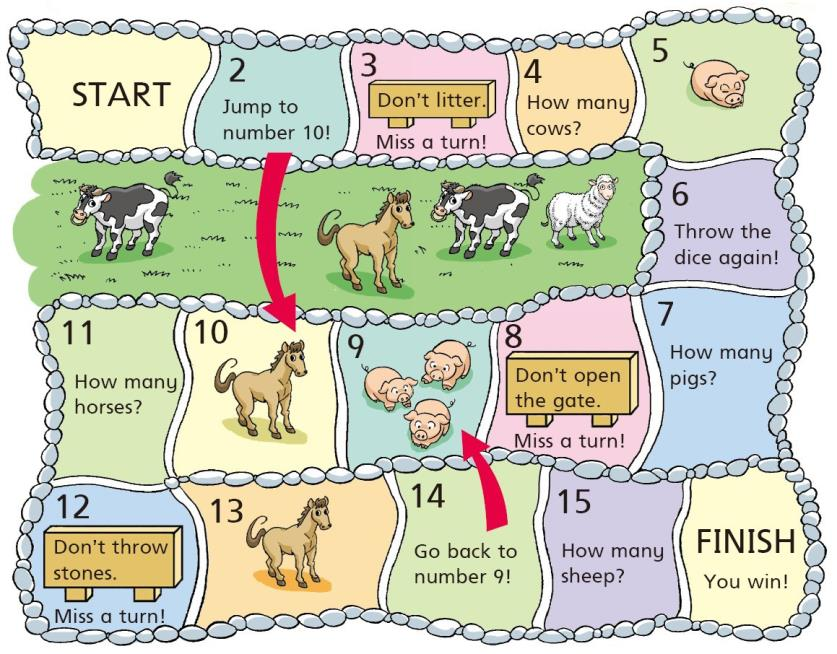 START
2
Jump to
number 10!
3
Don't litter.
Miss a turn!
4
How many
cows?
5
6
Throw the
dice again!
7
How many
pigs?
8
Don't open
the gate.
Miss a turn!
9
10
11
How many
horses?
12
Don't throw
stones.
Miss a turn!
13
14
Go back to
number 9!
15
How many
sheep?
FINISH
You win!